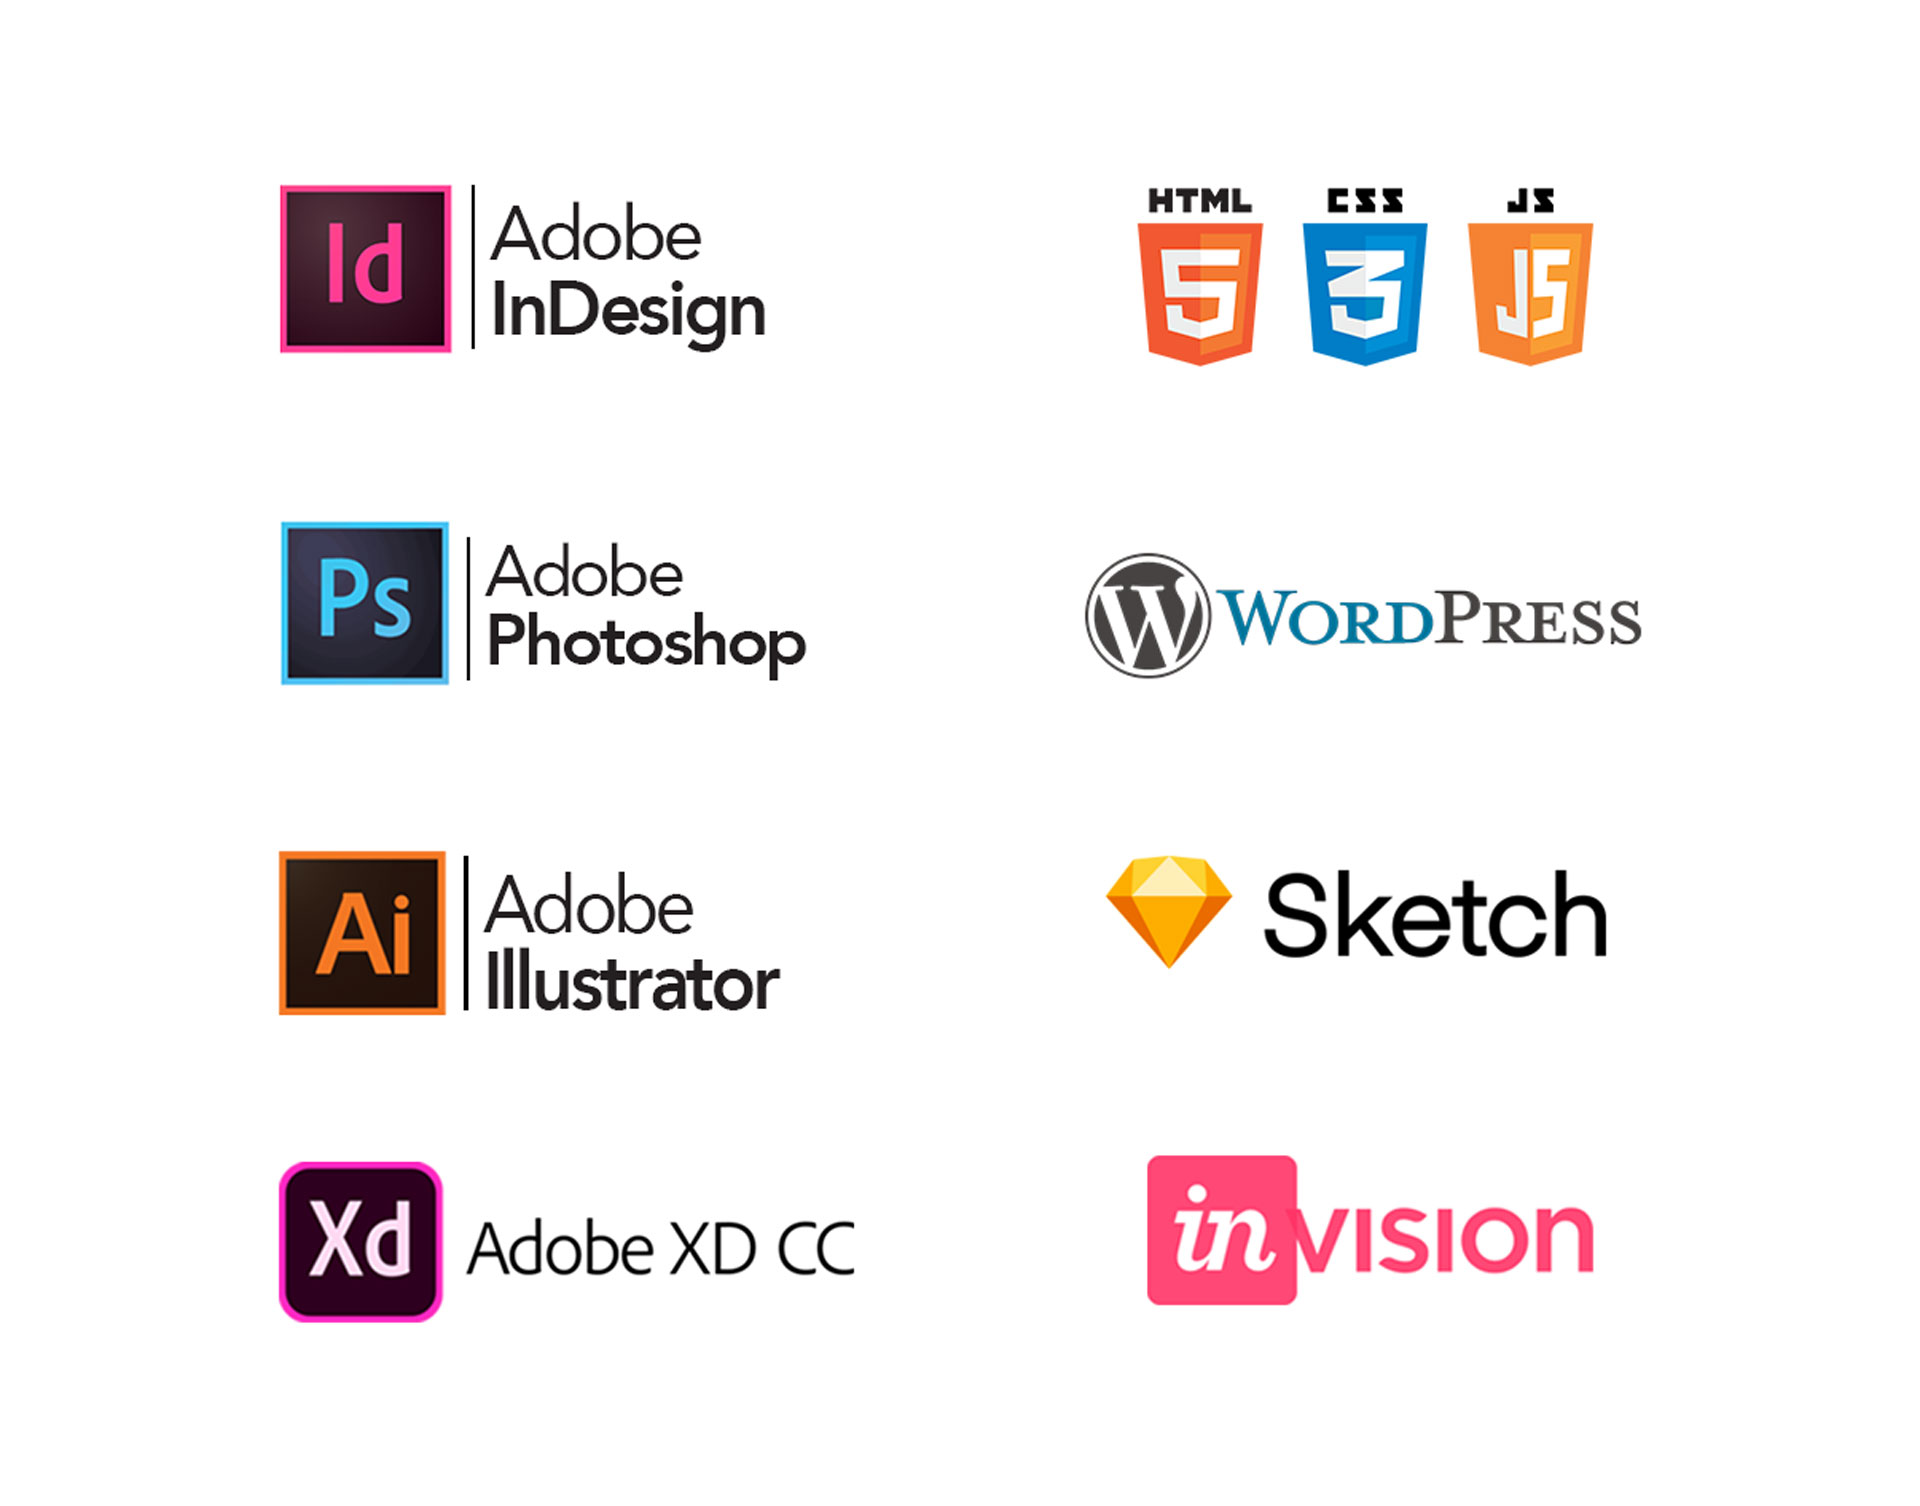 Id
Adobe
InDesign
HTML CSS JS
5 3 JS
Ps
Adobe
Photoshop
W WORDPRESS
Ai
Adobe
Illustrator
Sketch
Xd Adobe XD CC
inVISION